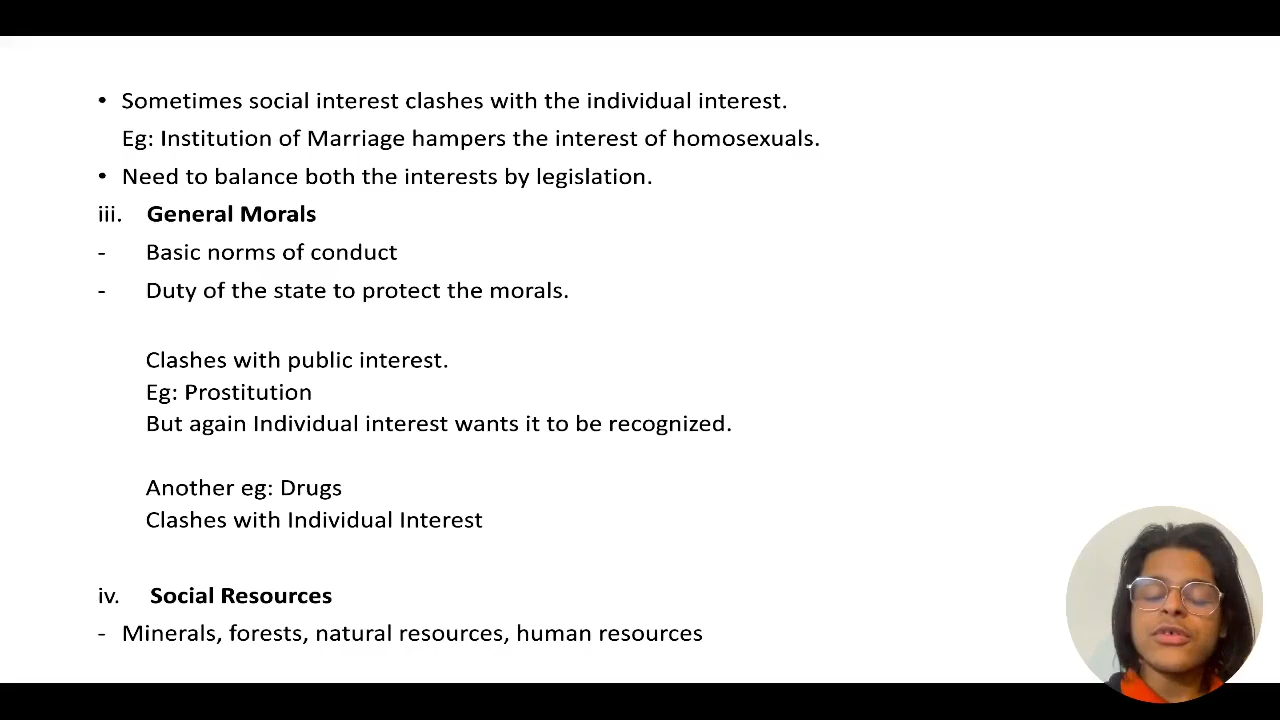 • Sometimes social interest clashes with the individual interest.
Eg: Institution of Marriage hampers the interest of homosexuals.
• Need to balance both the interests by legislation.
iii. General Morals
- Basic norms of conduct
- Duty of the state to protect the morals.
Clashes with public interest.
Eg: Prostitution
But again Individual interest wants it to be recognized.
Another eg: Drugs
Clashes with Individual Interest
iv. Social Resources
- Minerals, forests, natural resources, human resources